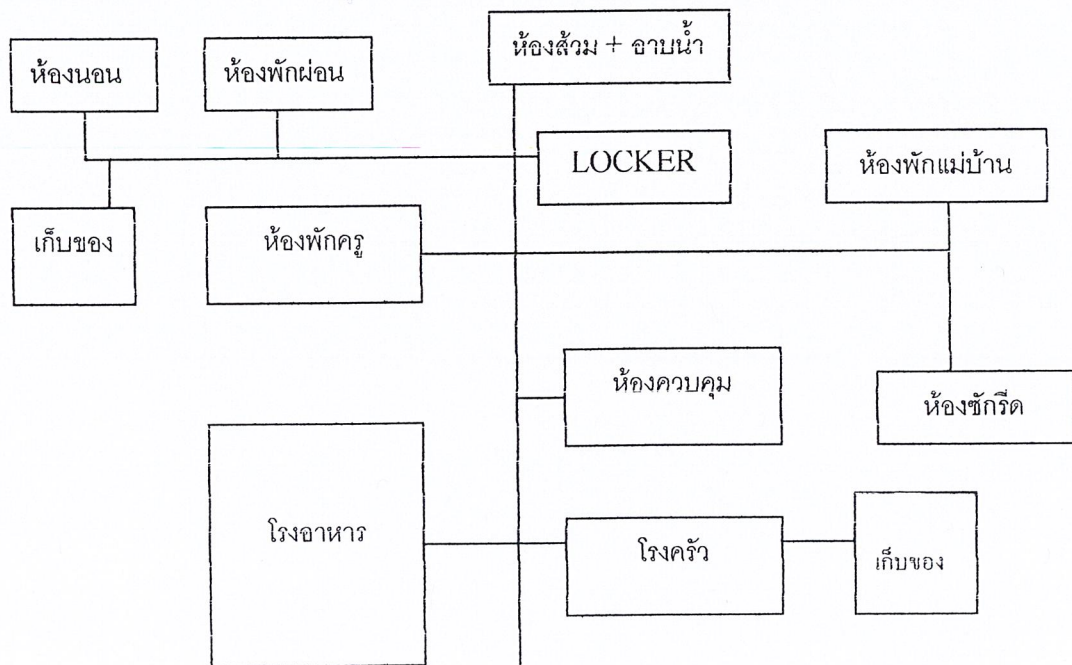 ห้องส้วม + อาบน้ำ
ห้องนอน
ห้องพักผ่อน
LOCKER
ห้องพักแม่บ้าน
เก็บของ
ห้องพักครู
ห้องควบคุม
ห้องซักรีด
โรงอาหาร
โรงครัว
เก็บของ